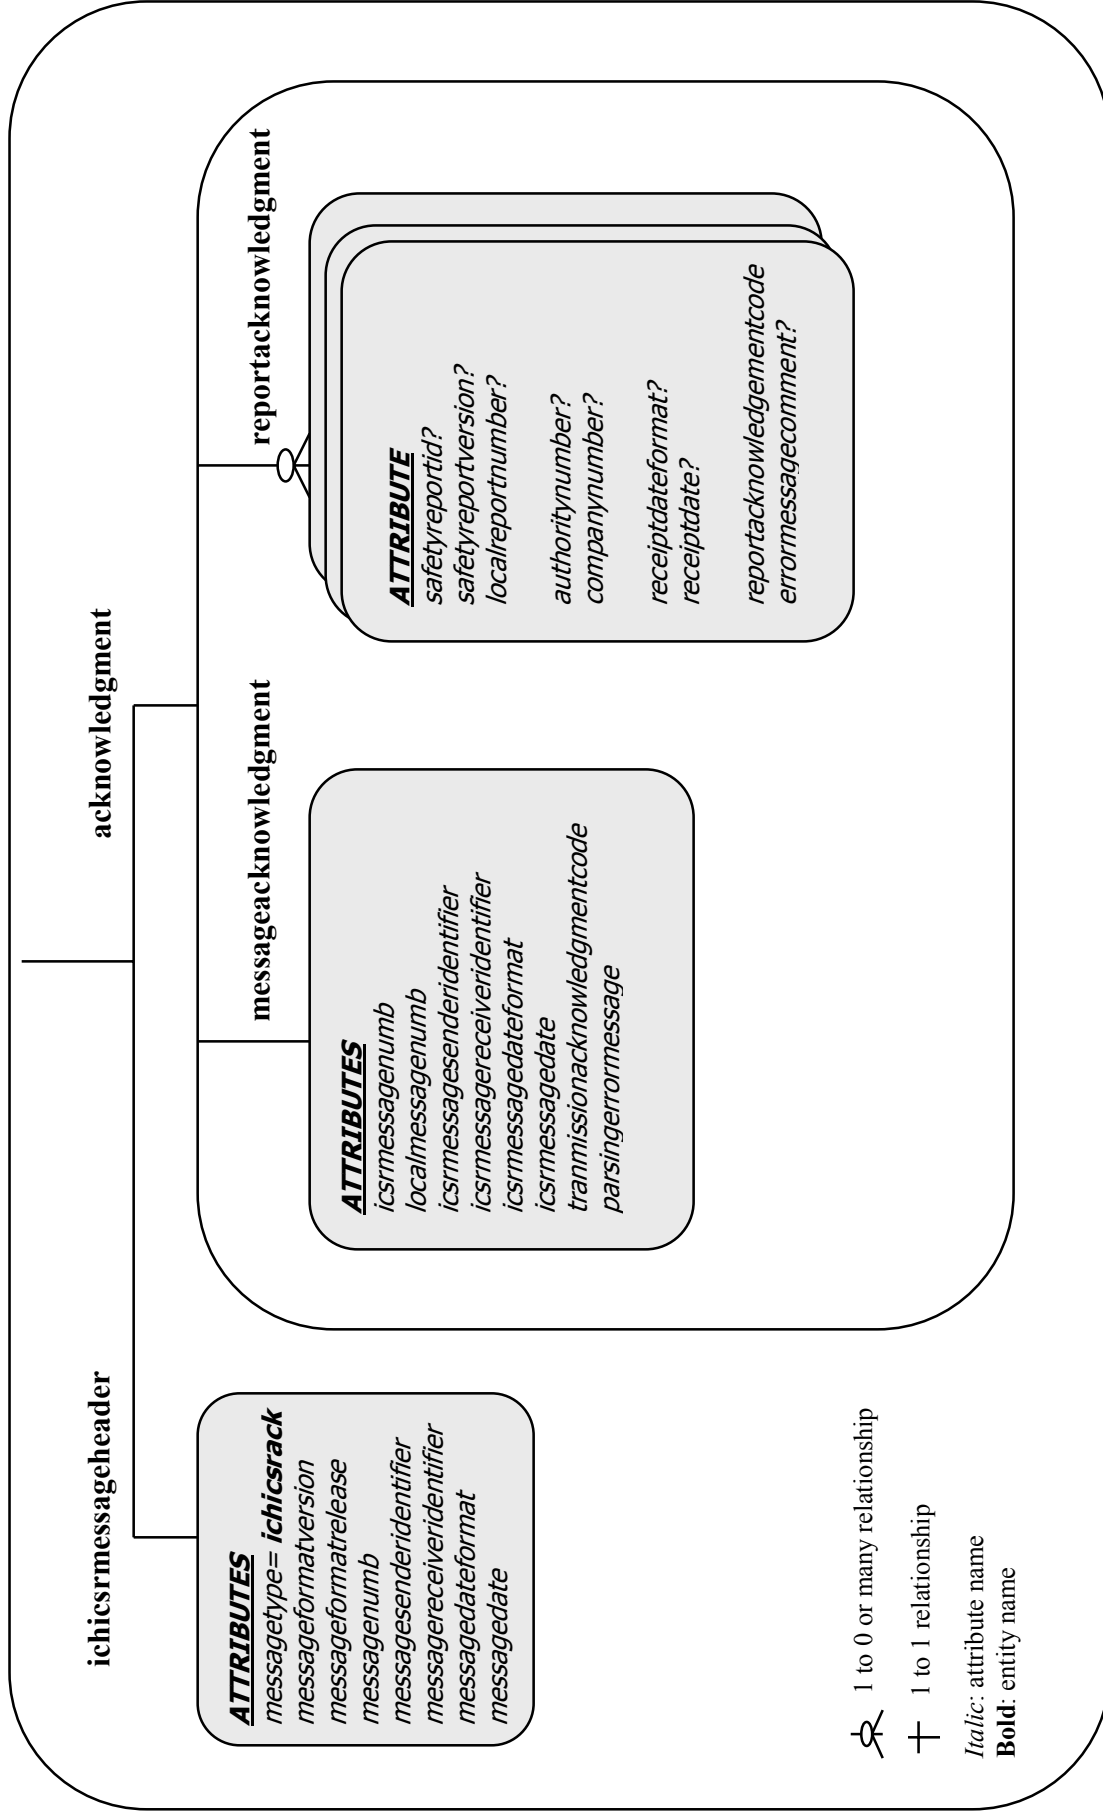 ichicsrmessageheader
acknowledgment
ATTRIBUTES
messagetype= ichicsrack
messageformatversion
messageformatrelease
messagenumb
messagesenderidentifier
messagereceiveridentifier
messagedateformat
messagedate
messageacknowledgment
ATTRIBUTES
icsrmessagenumb
localmessagenumb
icsrmessagesenderidentifier
icsrmessagereceiveridentifier
icsrmessagedateformat
icsrmessagedate
tranmissionacknowledgmentcode
parsingerrormessage
reportacknowledgment
ATTRIBUTE
safetyreportid?
safetyreportversion?
localreportnumber?
authoritynumber?
companynumber?
receiptdateformat?
receiptdate?
reportacknowledgementcode
errormessagecomment?
1 to 0 or many relationship
1 to 1 relationship
Italic: attribute name
Bold: entity name